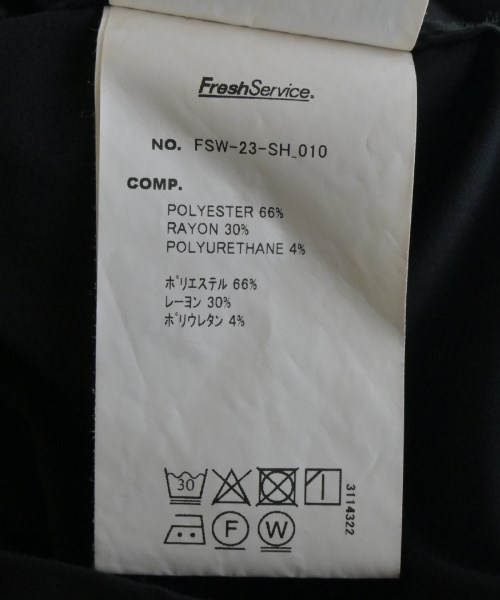 FreshService.
NO. FSW-23-SH_010
COMP.
POLYESTER 66%
RAYON 30%
POLYURETHANE 4%
ﾎﾟﾘｴｽﾃﾙ 66%
ﾚｰﾖﾝ 30%
ﾎﾟﾘｳﾚﾀﾝ 4%
30
F W
3114322